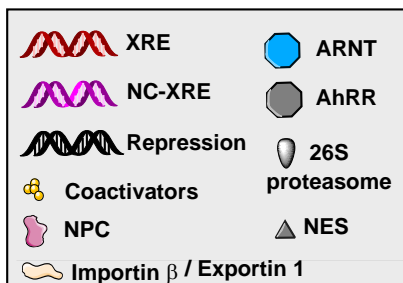 XRE
ARNT
NC-XRE
AhRR
Repression
26S
proteasome
Coactivators
NPC
NES
Importin β / Exportin 1